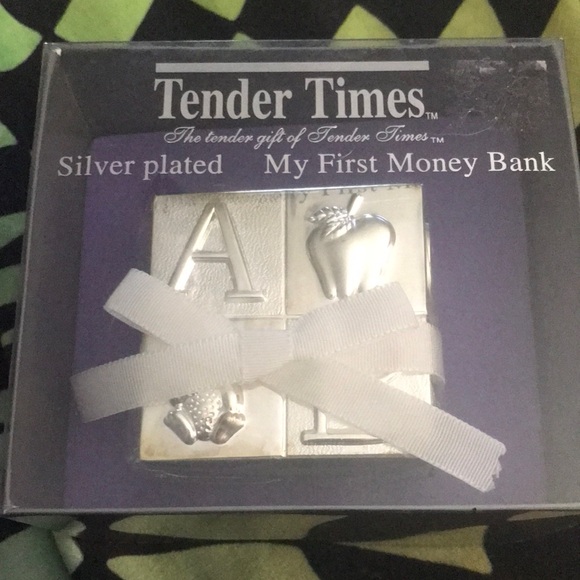 Tender Times™
The tender gift of Tender Times™
Silver plated My First Money Bank
A